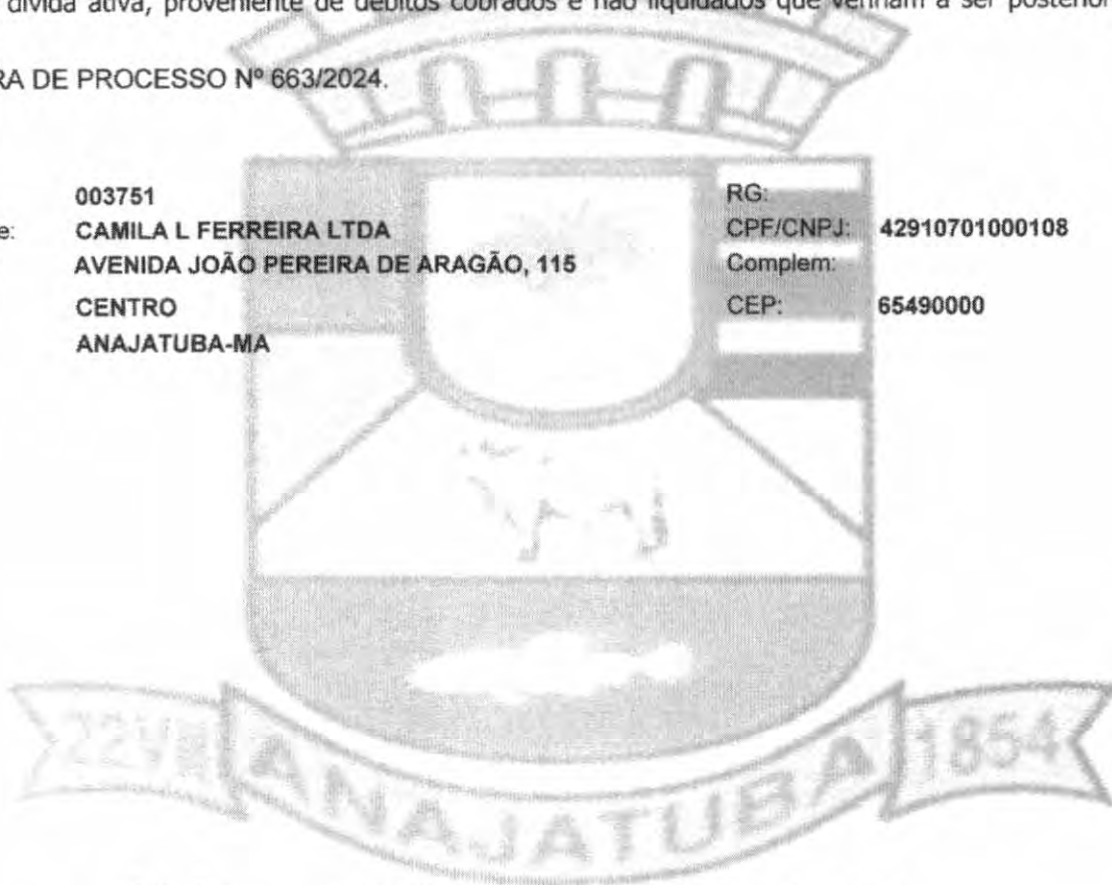 dívida ativa, proveniente de débitos cobrados e não liquidados que venham a ser posterior
RA DE PROCESSO Nº 663/2024.
003751 RG:
e: CAMILA L FERREIRA LTDA CPF/CNPJ: 42910701000108
AVENIDA JOÃO PEREIRA DE ARAGÃO, 115 Complem:
CENTRO CEP: 65490000
ANAJATUBA-MA
22 VII ANAJATUBA 1854